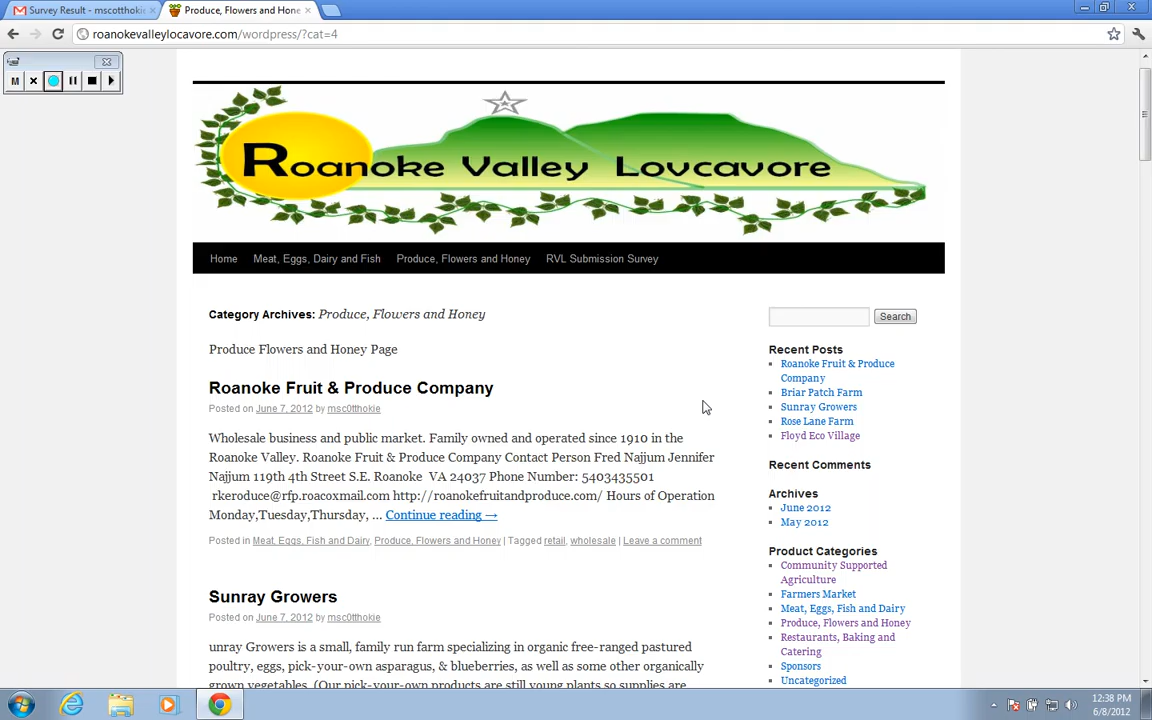 Survey Result - mscotthokie
Produce, Flowers and Hone
roanokevalleylocavore.com/wordpress/?cat=4
M
Roanoke Valley Lovcavore
Home Meat, Eggs, Dairy and Fish Produce, Flowers and Honey RVL Submission Survey
Category Archives: Produce, Flowers and Honey
Produce Flowers and Honey Page
Roanoke Fruit & Produce Company
Posted on June 7, 2012 by msc0tthokie
Wholesale business and public market. Family owned and operated since 1910 in the
Roanoke Valley. Roanoke Fruit & Produce Company Contact Person Fred Najjum Jennifer
Najjum 119th 4th Street S.E. Roanoke VA 24037 Phone Number: 5403435501
rkeroduce@rfp.roacoxmail.com http://roanokefruitandproduce.com/ Hours of Operation
Monday,Tuesday,Thursday, ... Continue reading →
Posted in Meat, Eggs, Fish and Dairy, Produce, Flowers and Honey | Tagged retail, wholesale | Leave a comment
Sunray Growers
Posted on June 7, 2012 by msc0tthokie
unray Growers is a small, family run farm specializing in organic free-ranged pastured
poultry, eggs, pick-your-own asparagus, & blueberries, as well as some other organically
grown vegetables. (Our pick-your-own products are still young plants so supplies are
Search
Recent Posts
Roanoke Fruit & Produce
Company
Briar Patch Farm
Sunray Growers
Rose Lane Farm
Floyd Eco Village
Recent Comments
Archives
June 2012
May 2012
Product Categories
Community Supported
Agriculture
Farmers Market
Meat, Eggs, Fish and Dairy
Produce, Flowers and Honey
Restaurants, Baking and
Catering
Sponsors
Uncategorized
12:38 PM
6/8/2012